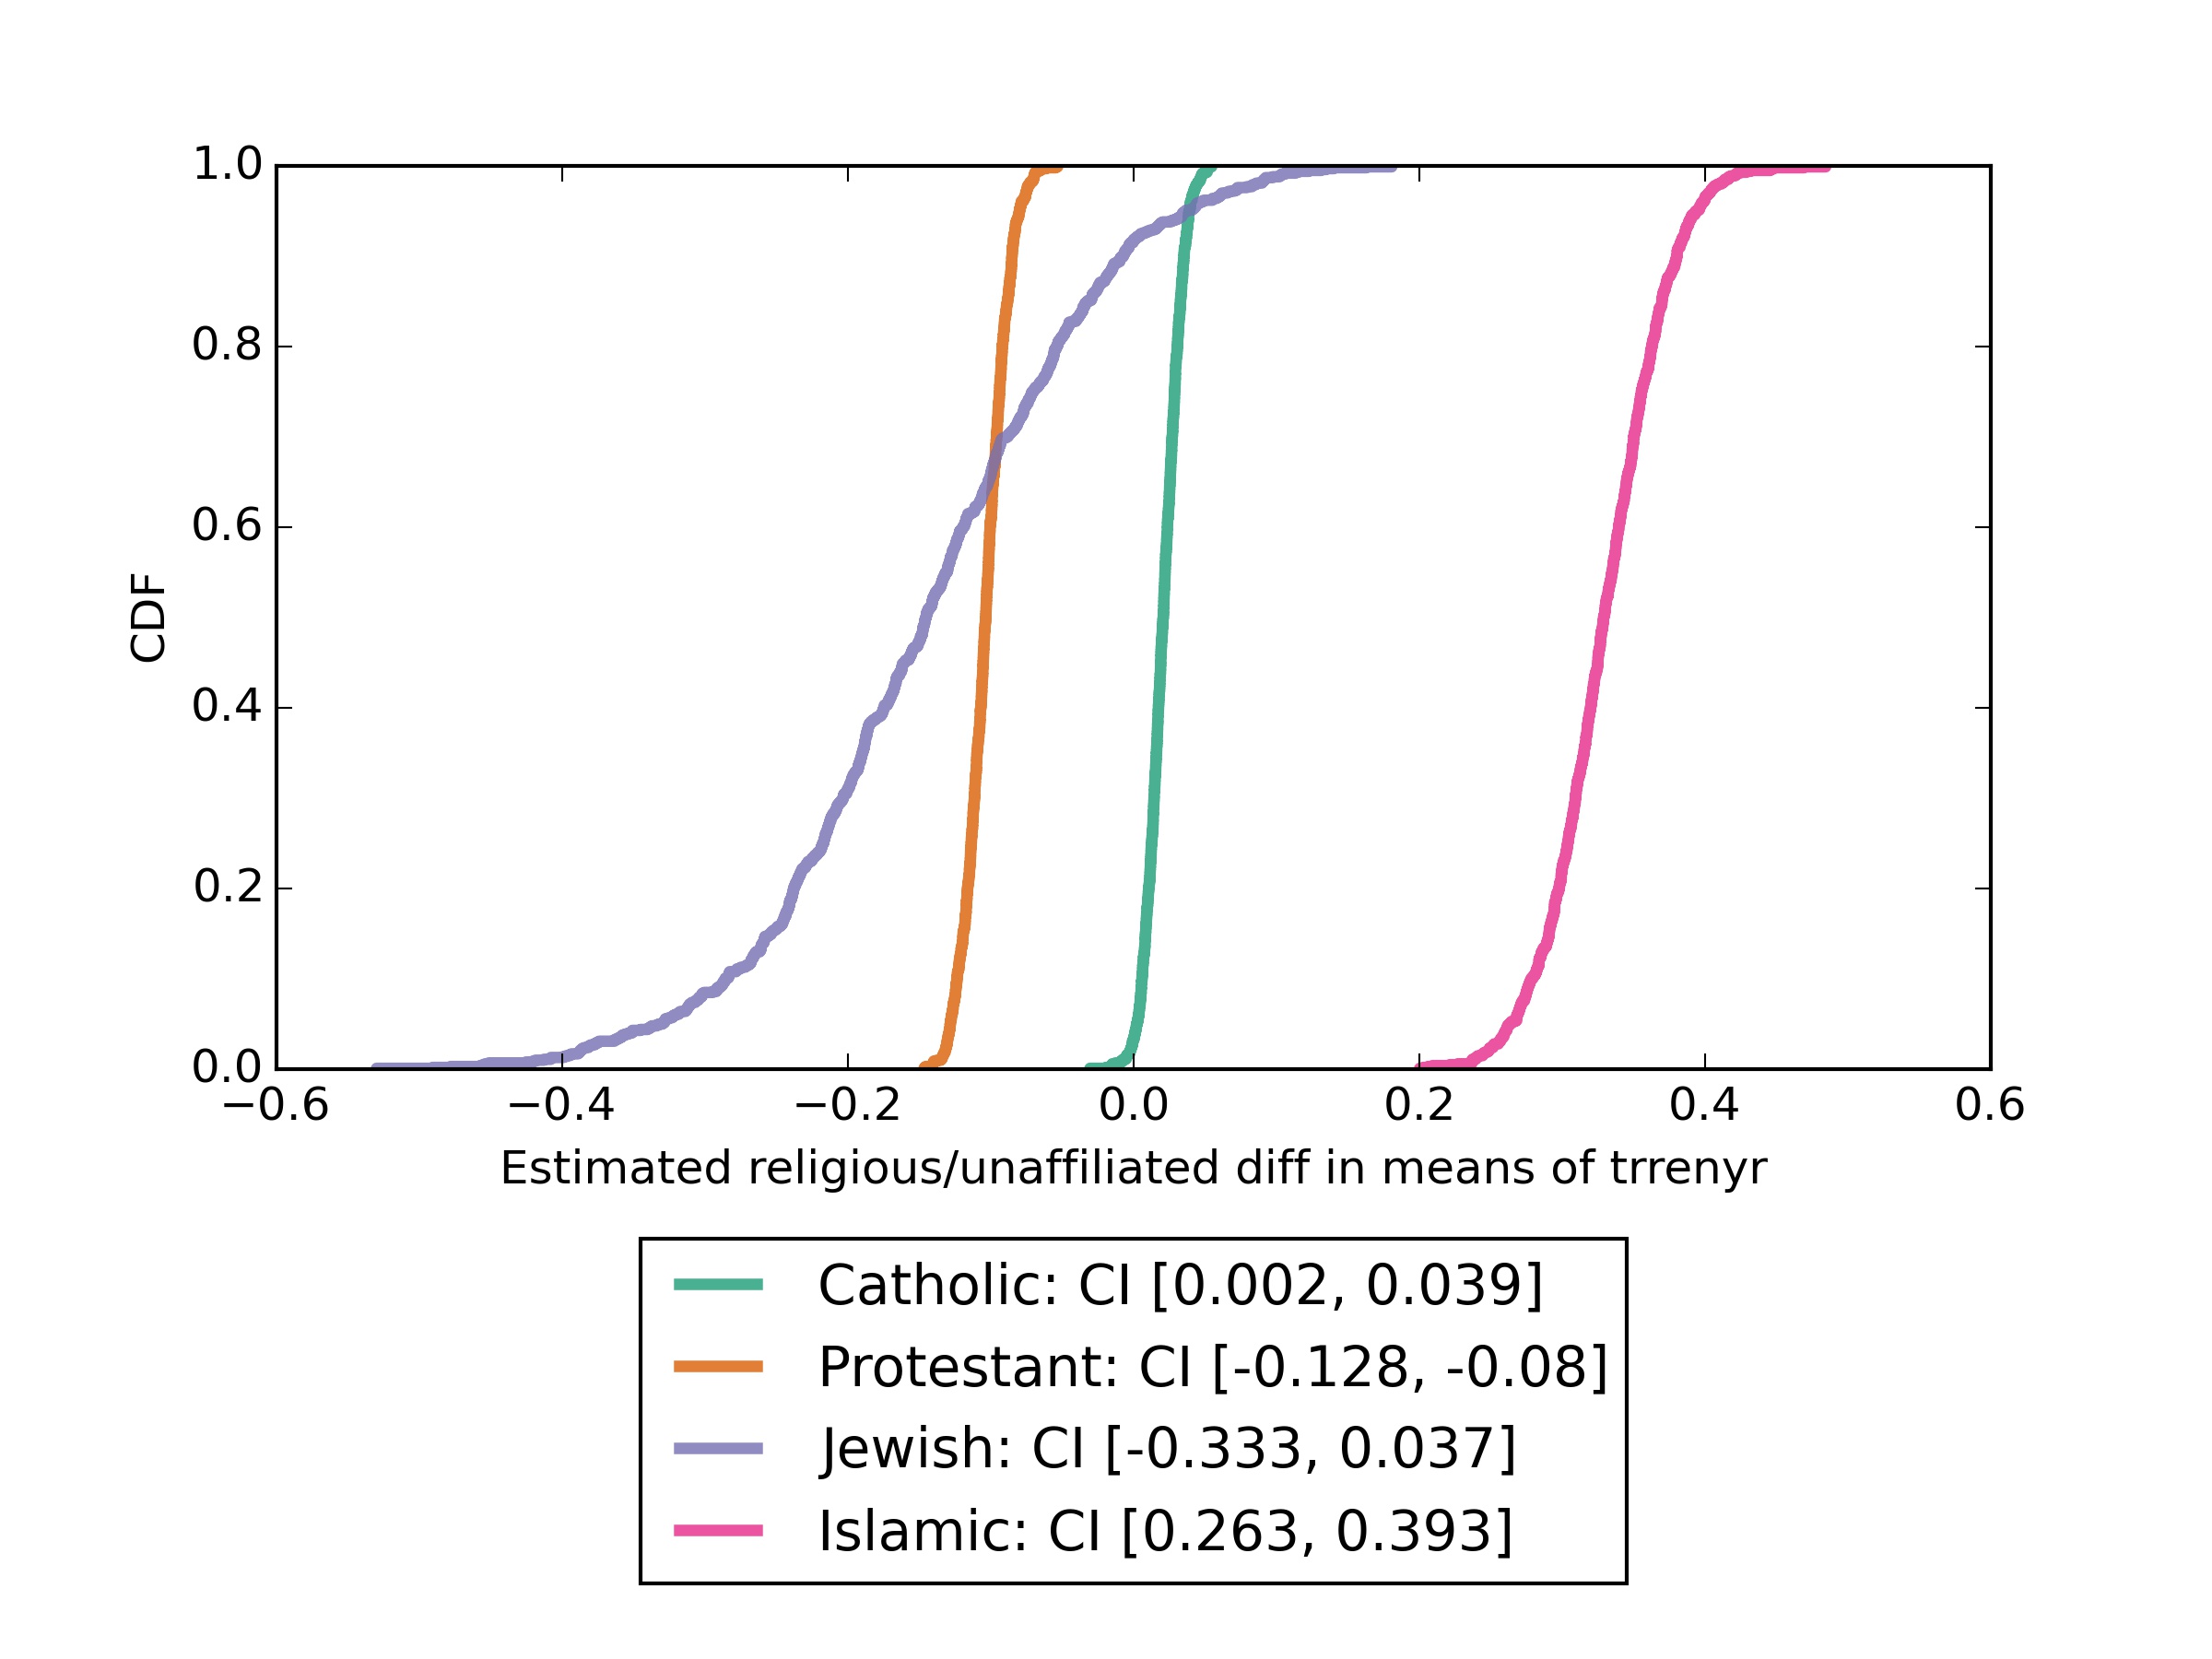 1.0
0.8
0.6
0.4
0.2
0.0
CDF
−0.6 −0.4 −0.2 0.0 0.2 0.4 0.6
Estimated religious/unaffiliated diff in means of trrenyr
Catholic: CI [0.002, 0.039]
Protestant: CI [-0.128, -0.08]
Jewish: CI [-0.333, 0.037]
Islamic: CI [0.263, 0.393]